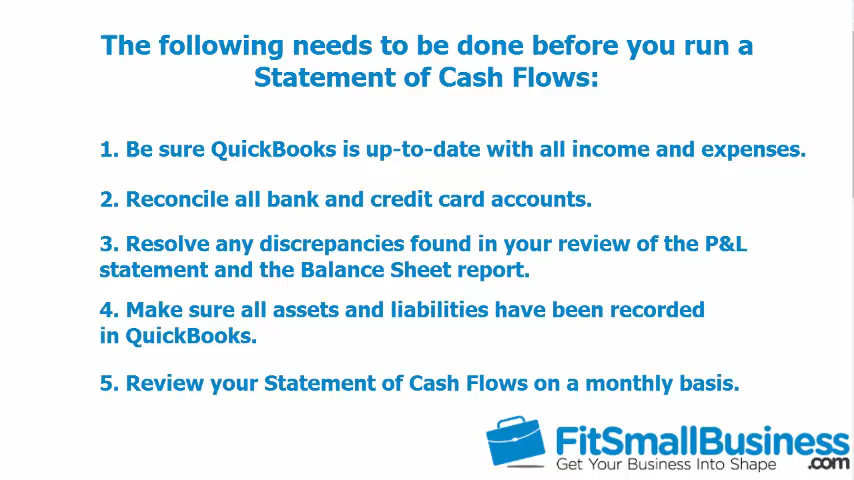 The following needs to be done before you run a
Statement of Cash Flows:
1. Be sure QuickBooks is up-to-date with all income and expenses.
2. Reconcile all bank and credit card accounts.
3. Resolve any discrepancies found in your review of the P&L
statement and the Balance Sheet report.
4. Make sure all assets and liabilities have been recorded
in QuickBooks.
5. Review your Statement of Cash Flows on a monthly basis.
FitSmallBusiness
.com
Get Your Business Into Shape